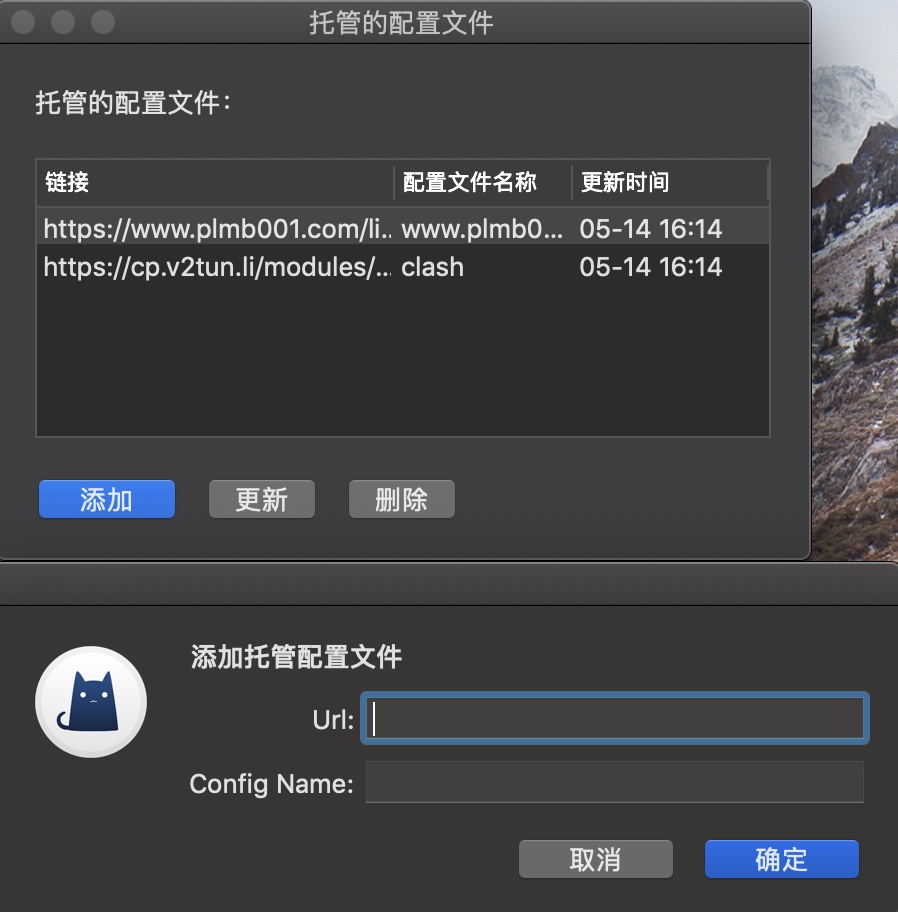 托管的配置文件
托管的配置文件：
链接 配置文件名称 更新时间
https://www.plmb001.com/li... www.plmb0... 05-14 16:14
https://cp.v2tun.li/modules/... clash 05-14 16:14
添加 更新 删除
添加托管配置文件
Url:
Config Name:
取消 确定